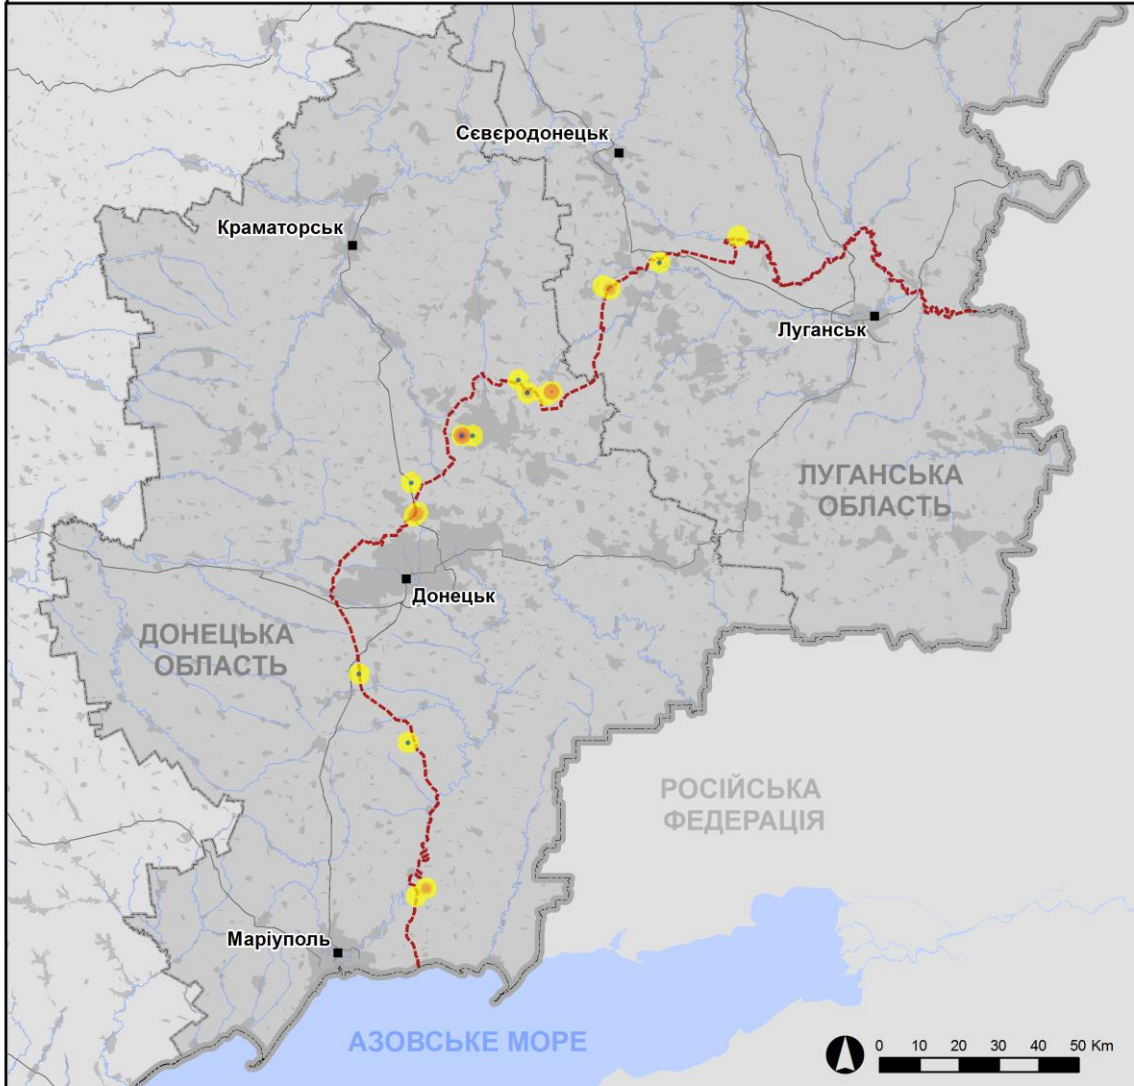 Сєвєродонецьк
Краматорськ
Луганськ
ЛУГАНСЬКА
ОБЛАСТЬ
Донецьк
ДОНЕЦЬКА
ОБЛАСТЬ
РОСІЙСЬКА
ФЕДЕРАЦІЯ
Маріуполь
АЗОВСЬКЕ МОРЕ
0 10 20 30 40 50 Km